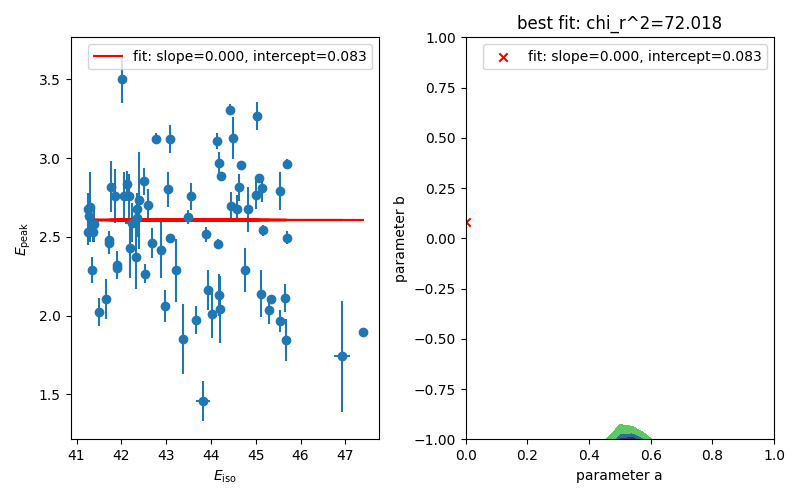 best fit: chi_r^2=72.018
fit: slope=0.000, intercept=0.083
3.5
3.0
2.5
2.0
1.5
E_peak
41 42 43 44 45 46 47
E_iso
fit: slope=0.000, intercept=0.083
1.00
0.75
0.50
0.25
0.00
−0.25
−0.50
−0.75
−1.00
parameter b
0.0 0.2 0.4 0.6 0.8 1.0
parameter a